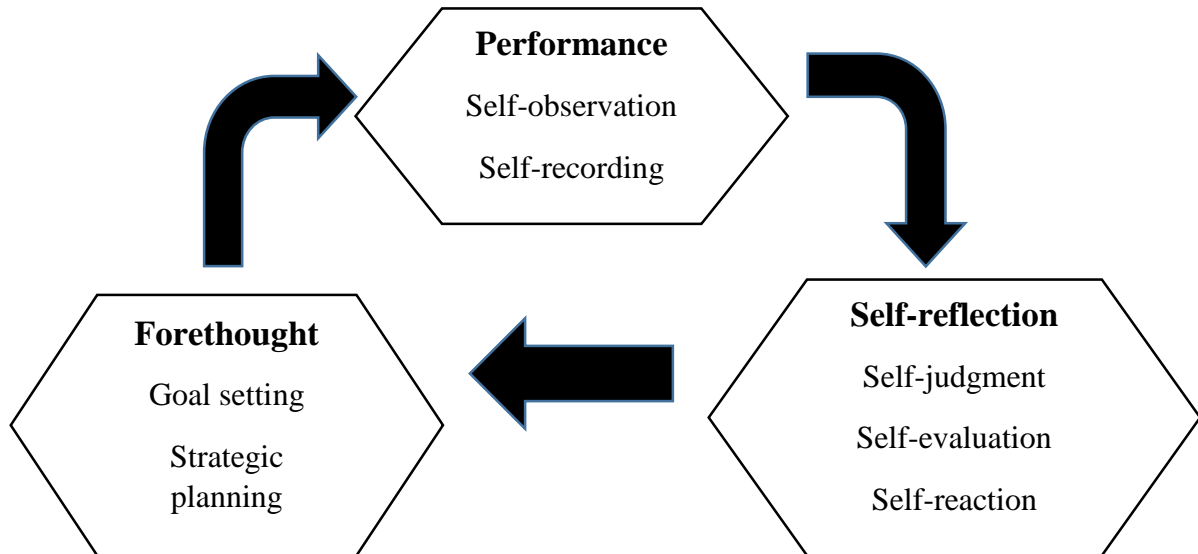 Performance
Self-observation
Self-recording
Forethought
Goal setting
Strategic
planning
Self-reflection
Self-judgment
Self-evaluation
Self-reaction